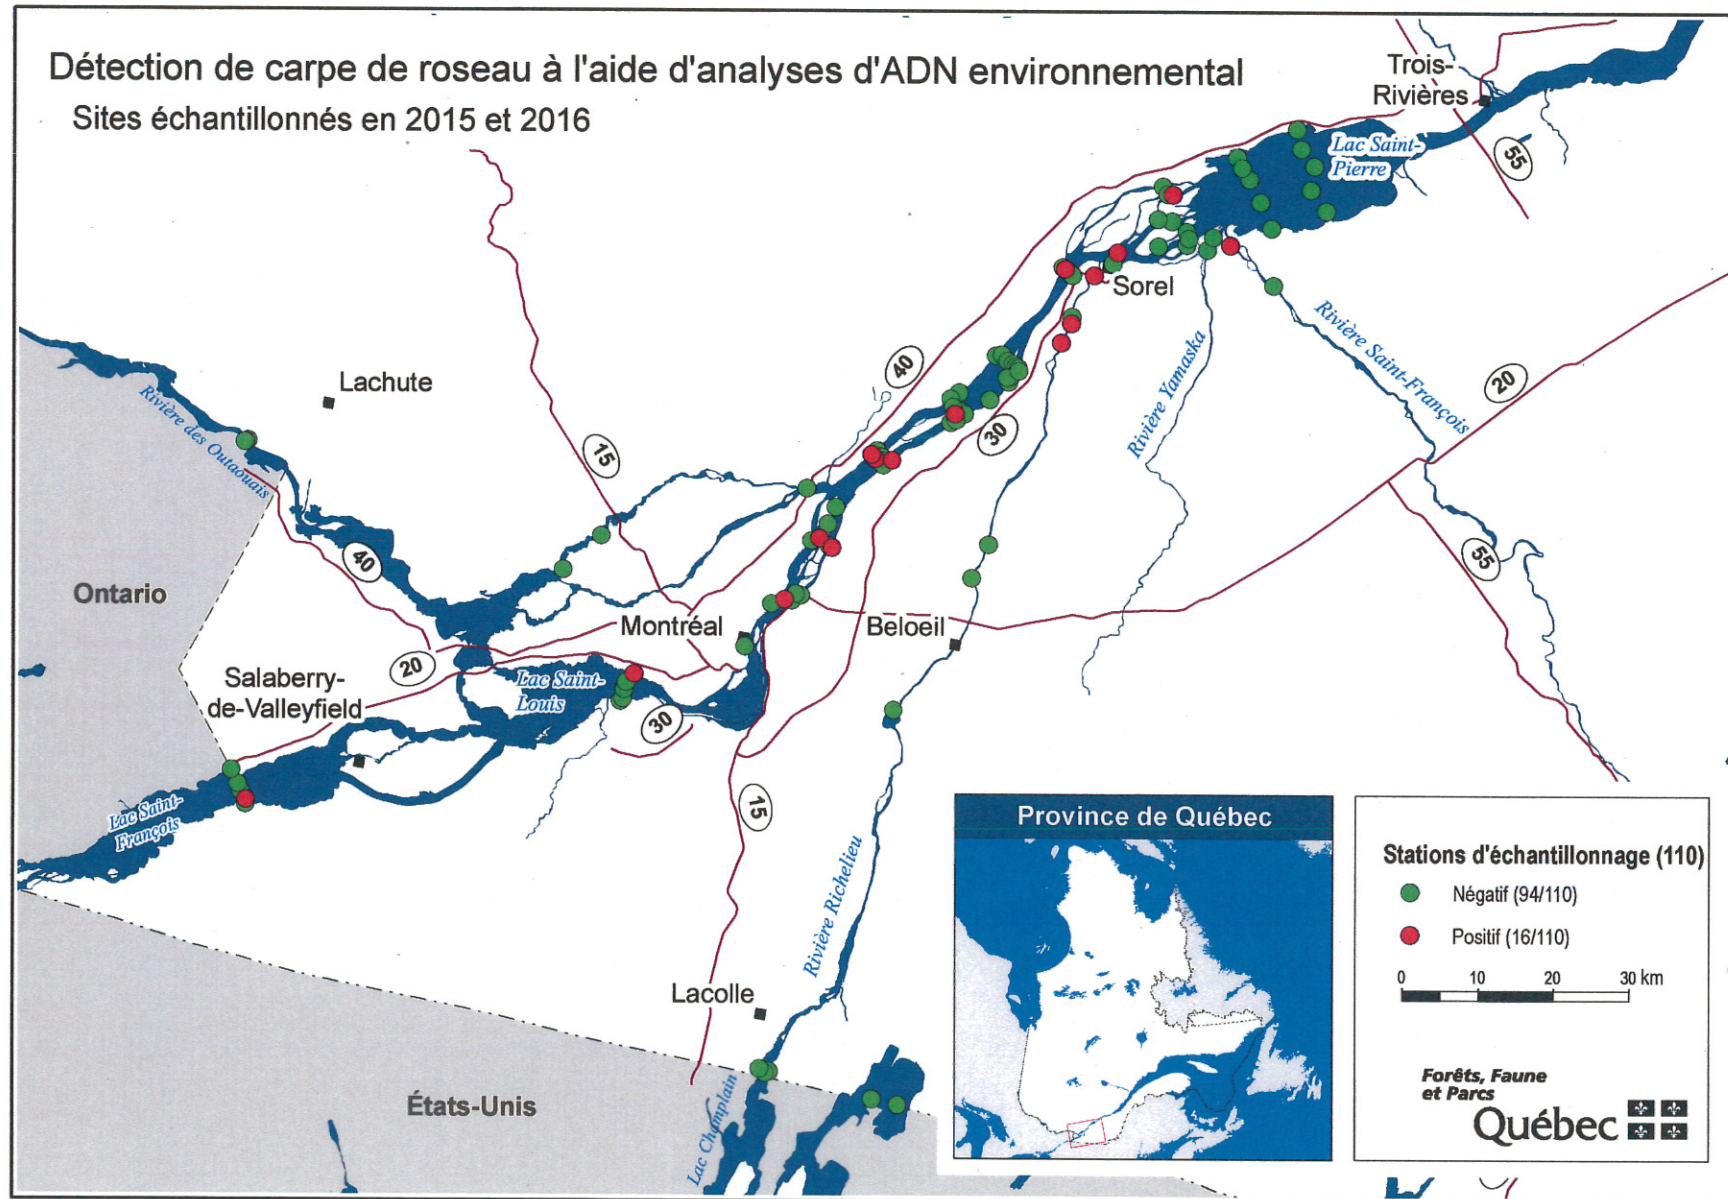 Détection de carpe de roseau à l'aide d'analyses d'ADN environnemental
Sites échantillonnés en 2015 et 2016
Trois-
Rivières
55
Lac Saint-
Pierre
Sorel
Rivière Saint-François
20
Rivière Yamaska
40
30
Lachute
Rivière des Outaouais
15
40
55
Ontario
Montréal
Beloeil
20
Salaberry-
de-Valleyfield
Lac Saint-
Louis
30
Lac Saint-
François
15
Rivière Richelieu
Lacolle
États-Unis
Lac Champlain
Province de Québec
Stations d'échantillonnage (110)
Négatif (94/110)
Positif (16/110)
0 10 20 30 km
Forêts, Faune
et Parcs
Québec